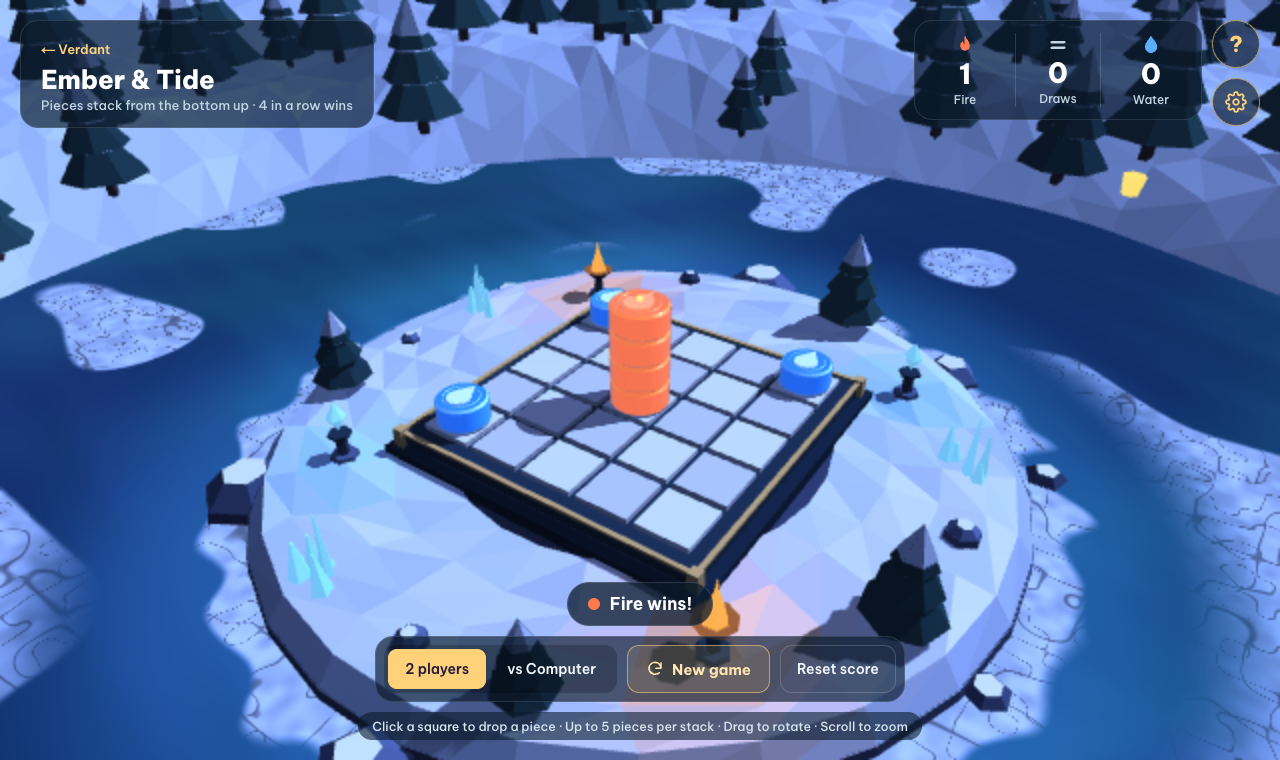 ← Verdant
Ember & Tide
Pieces stack from the bottom up · 4 in a row wins
1
Fire
0
Draws
0
Water
?
Fire wins!
2 players
vs Computer
New game
Reset score
Click a square to drop a piece · Up to 5 pieces per stack · Drag to rotate · Scroll to zoom